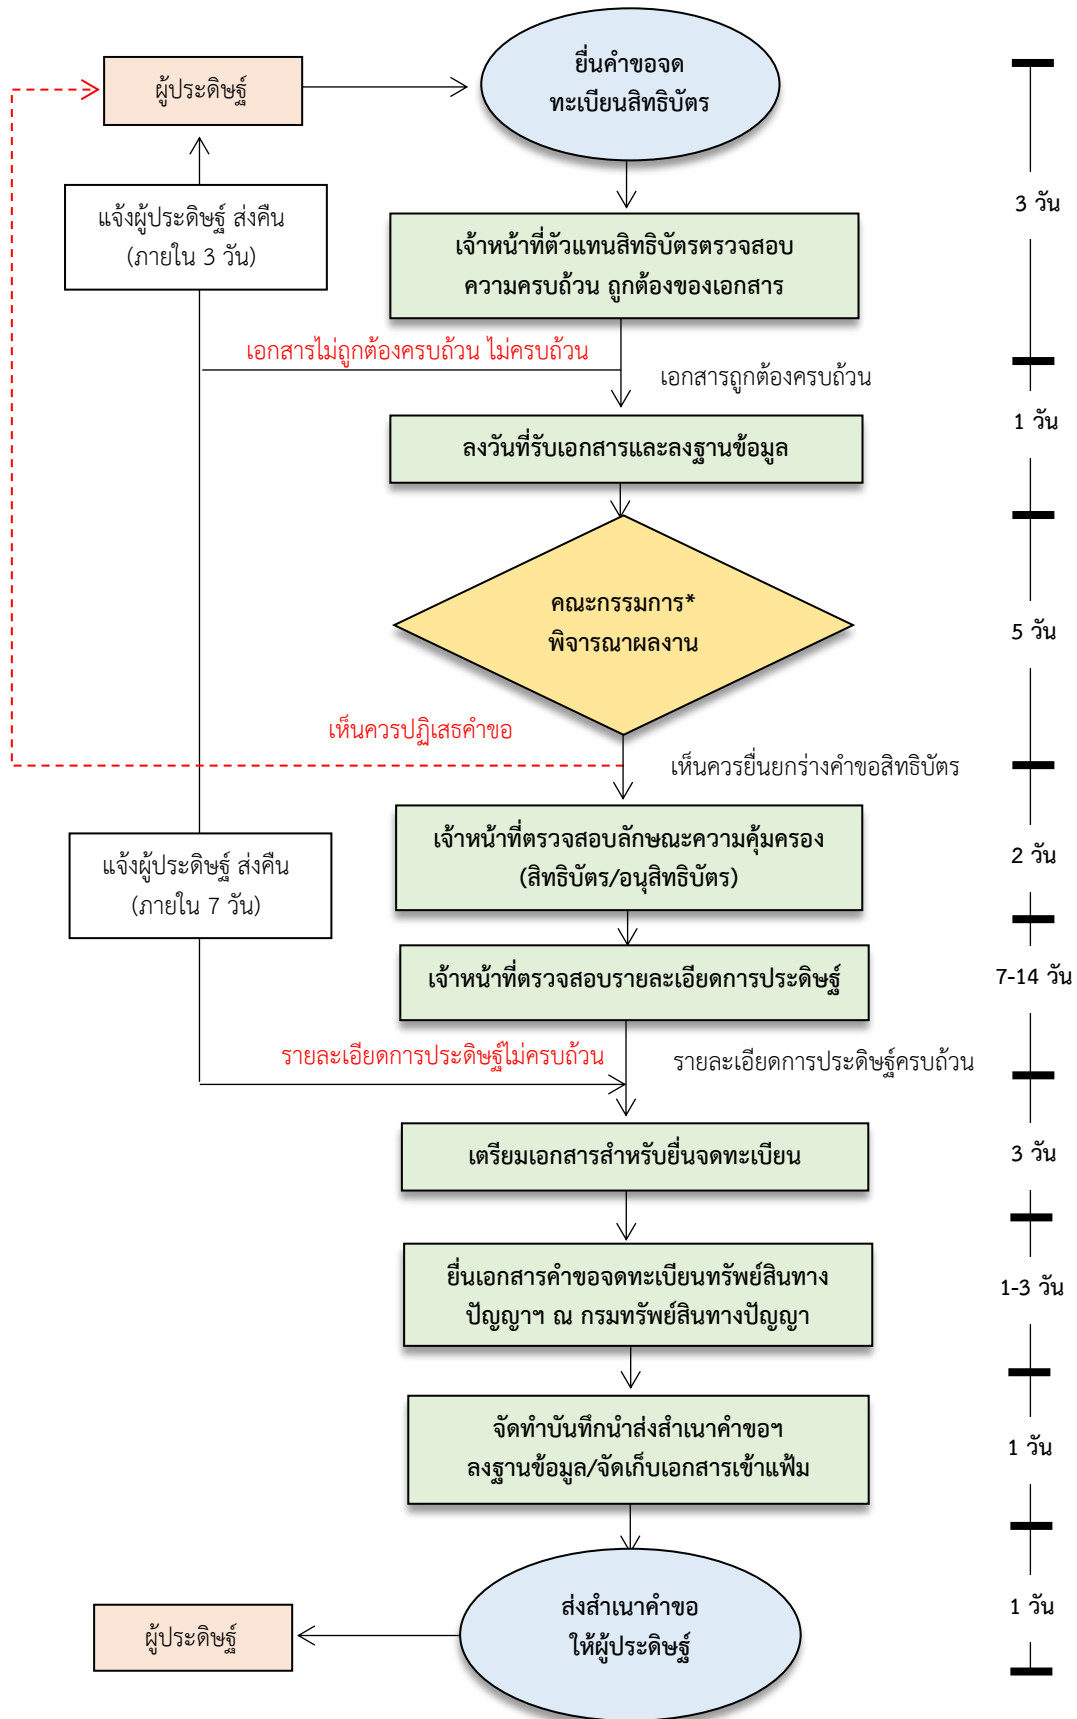 ผู้ประดิษฐ์
ยื่นคำขอจด
ทะเบียนสิทธิบัตร
3 วัน
แจ้งผู้ประดิษฐ์ ส่งคืน
(ภายใน 3 วัน)
เจ้าหน้าที่ตัวแทนสิทธิบัตรตรวจสอบ
ความครบถ้วน ถูกต้องของเอกสาร
เอกสารไม่ถูกต้องครบถ้วน ไม่ครบถ้วน
เอกสารถูกต้องครบถ้วน
1 วัน
ลงวันที่รับเอกสารและลงฐานข้อมูล
คณะกรรมการ*
พิจารณาผลงาน
5 วัน
เห็นควรปฏิเสธคำขอ
เห็นควรยื่นยกร่างคำขอสิทธิบัตร
เจ้าหน้าที่ตรวจสอบลักษณะความคุ้มครอง
(สิทธิบัตร/อนุสิทธิบัตร)
2 วัน
แจ้งผู้ประดิษฐ์ ส่งคืน
(ภายใน 7 วัน)
เจ้าหน้าที่ตรวจสอบรายละเอียดการประดิษฐ์
7-14 วัน
รายละเอียดการประดิษฐ์ไม่ครบถ้วน
รายละเอียดการประดิษฐ์ครบถ้วน
เตรียมเอกสารสำหรับยื่นจดทะเบียน
3 วัน
ยื่นเอกสารคำขอจดทะเบียนทรัพย์สินทาง
ปัญญาฯ ณ กรมทรัพย์สินทางปัญญา
1-3 วัน
จัดทำบันทึกนำส่งสำเนาคำขอฯ
ลงฐานข้อมูล/จัดเก็บเอกสารเข้าแฟ้ม
1 วัน
ส่งสำเนาคำขอ
ให้ผู้ประดิษฐ์
1 วัน
ผู้ประดิษฐ์